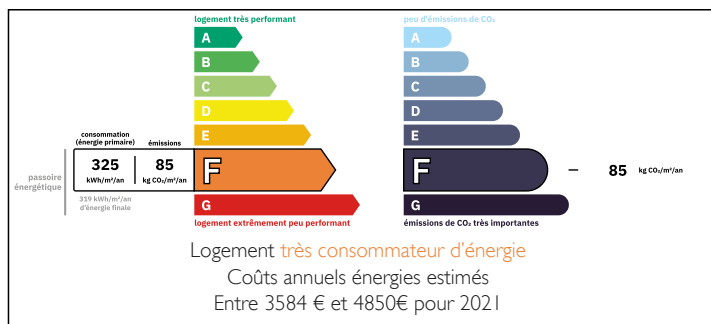 logement très performant
A
B
C
D
E
consommation
(énergie primaire)
émissions
325
kWh/m²/an
85
kg CO₂/m²/an
F
passoire
énergétique
319 kWh/m²/an
d'énergie finale
G
logement extrêmement peu performant
peu d'émissions de CO₂
A
B
C
D
E
F
85 kg CO₂/m²/an
G
émissions de CO₂ très importantes
Logement très consommateur d'énergie
Coûts annuels énergies estimés
Entre 3584 € et 4850€ pour 2021